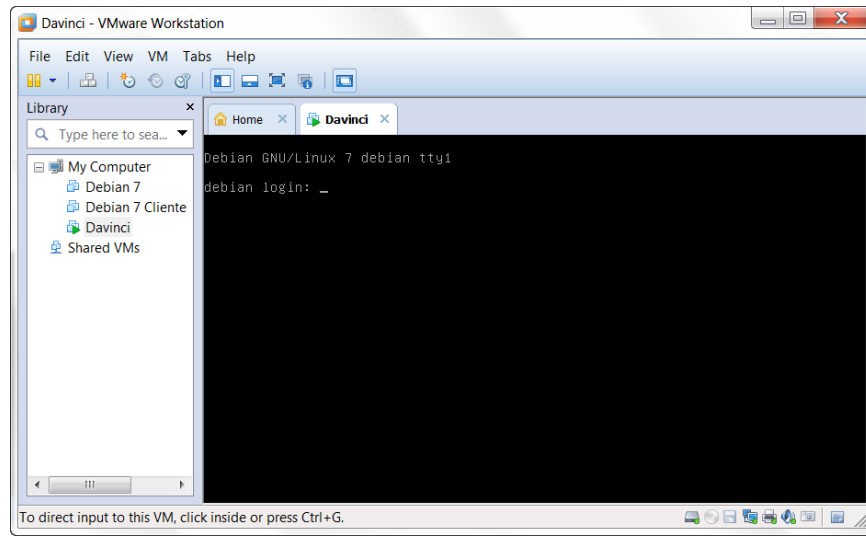 Davinci - VMware Workstation
File Edit View VM Tabs Help
Library ×
Type here to sea...
My Computer
Debian 7
Debian 7 Cliente
Davinci
Shared VMs
Home × Davinci ×
Debian GNU/Linux 7 debian tty1
debian login: _
To direct input to this VM, click inside or press Ctrl+G.